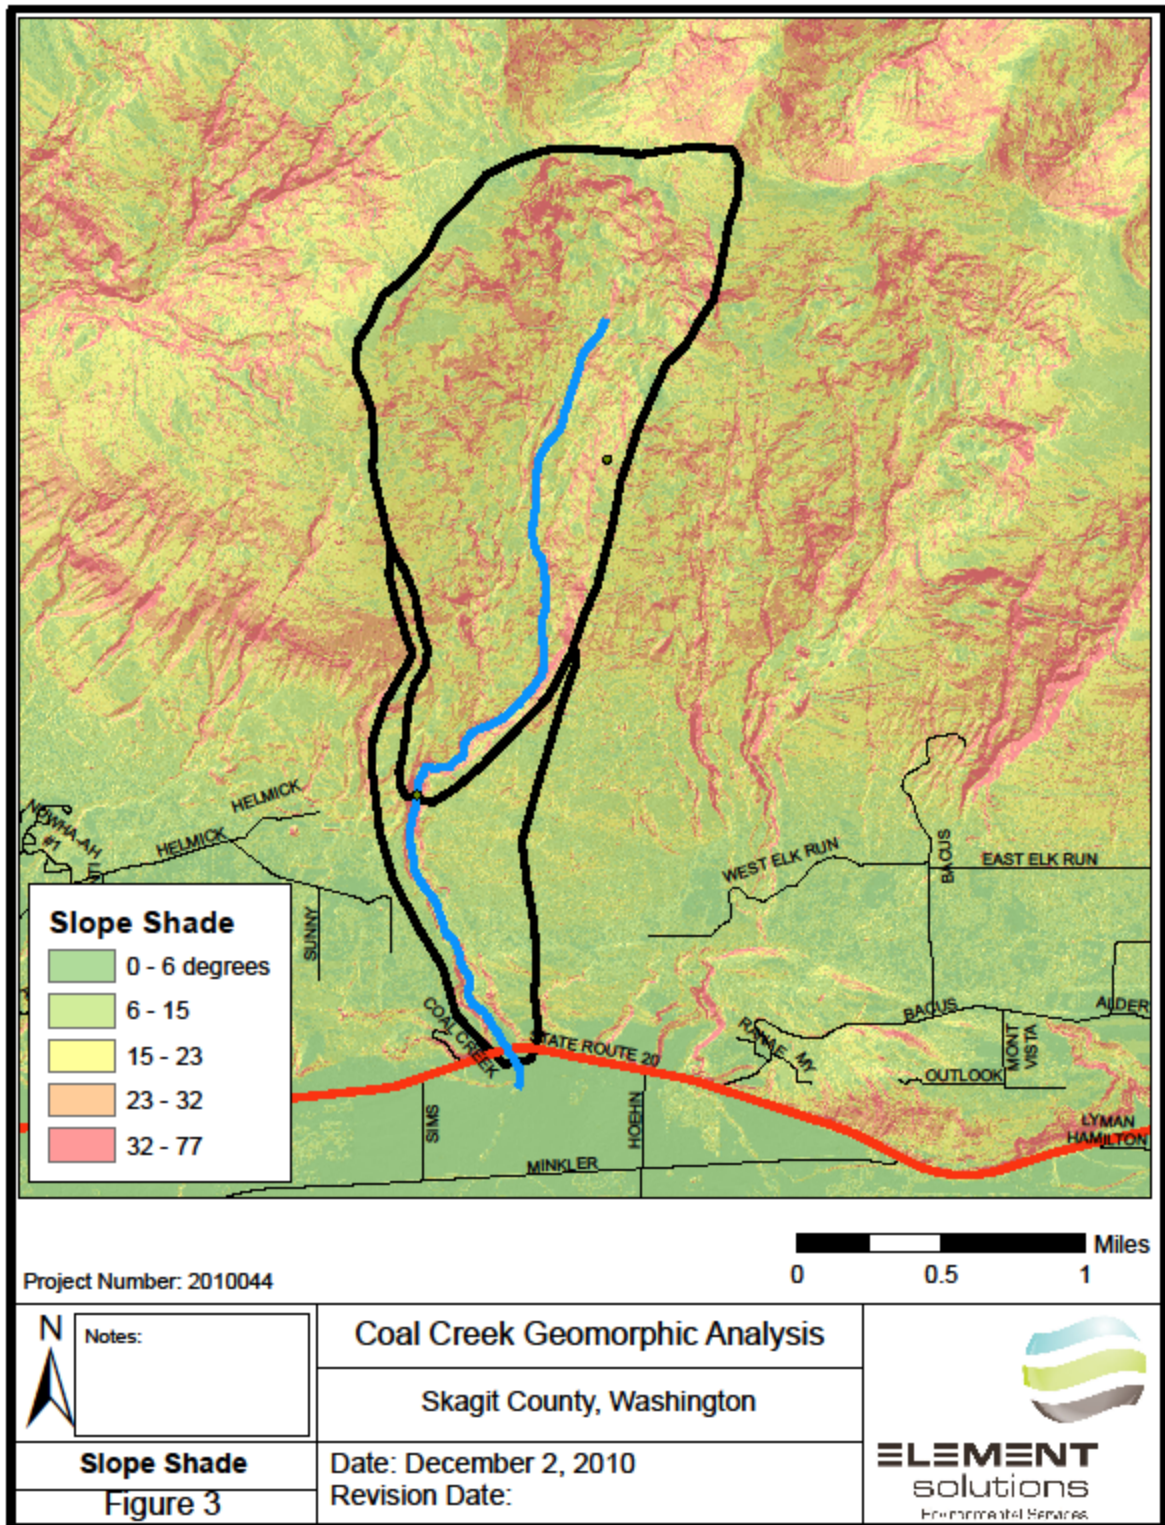 HELMICK
HELMICK
NUWHA-AH
#1
SUNNY
WEST ELK RUN
BACUS
EAST ELK RUN
COAL CREEK
STATE ROUTE 20
BACUS
ALDER
RANAE
MY
MONT
VISTA
OUTLOOK
SIMS
HOEHN
MINKLER
LYMAN
HAMILTON
Slope Shade
0 - 6 degrees
6 - 15
15 - 23
23 - 32
32 - 77
Miles
0 0.5 1
Project Number: 2010044
N
Notes:
Coal Creek Geomorphic Analysis
Skagit County, Washington
Slope Shade
Figure 3
Date: December 2, 2010
Revision Date:
ELEMENT
solutions
Environmental Services